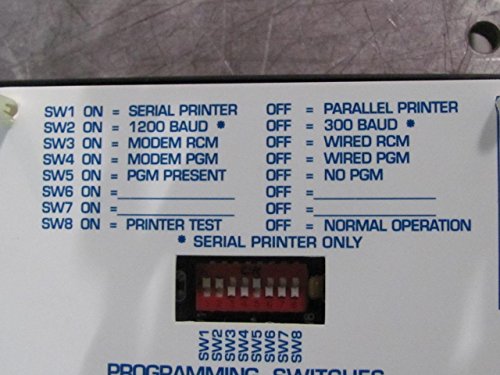 SW1 ON = SERIAL PRINTER OFF = PARALLEL PRINTER
SW2 ON = 1200 BAUD * OFF = 300 BAUD *
SW3 ON = MODEM RCM OFF = WIRED RCM
SW4 ON = MODEM PGM OFF = WIRED PGM
SW5 ON = PGM PRESENT OFF = NO PGM
SW6 ON = OFF =
SW7 ON = OFF =
SW8 ON = PRINTER TEST OFF = NORMAL OPERATION
* SERIAL PRINTER ONLY
SW1
SW2
SW3
SW4
SW5
SW6
SW7
SW8
PROGRAMMING SWITCHES